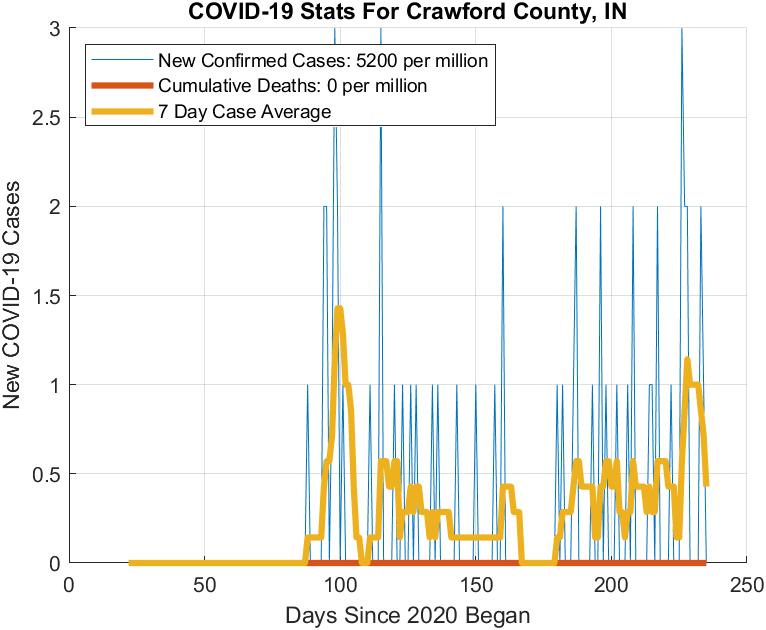 COVID-19 Stats For Crawford County, IN
New Confirmed Cases: 5200 per million
Cumulative Deaths: 0 per million
7 Day Case Average
New COVID-19 Cases
3
2.5
2
1.5
1
0.5
0
0 50 100 150 200 250
Days Since 2020 Began